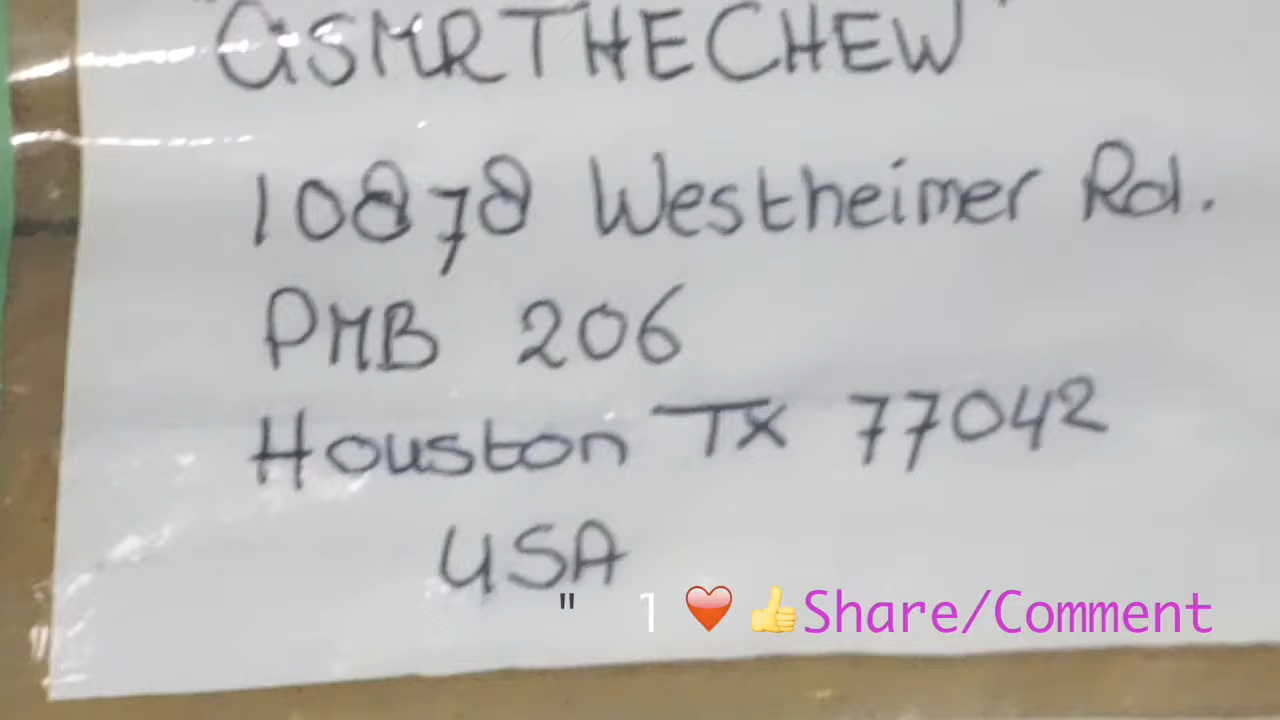 "ASMRTHECHEW"
10878 Westheimer Rd.
PMB 206
Houston TX 77042
USA
" 1 ❤️👍Share/Comment